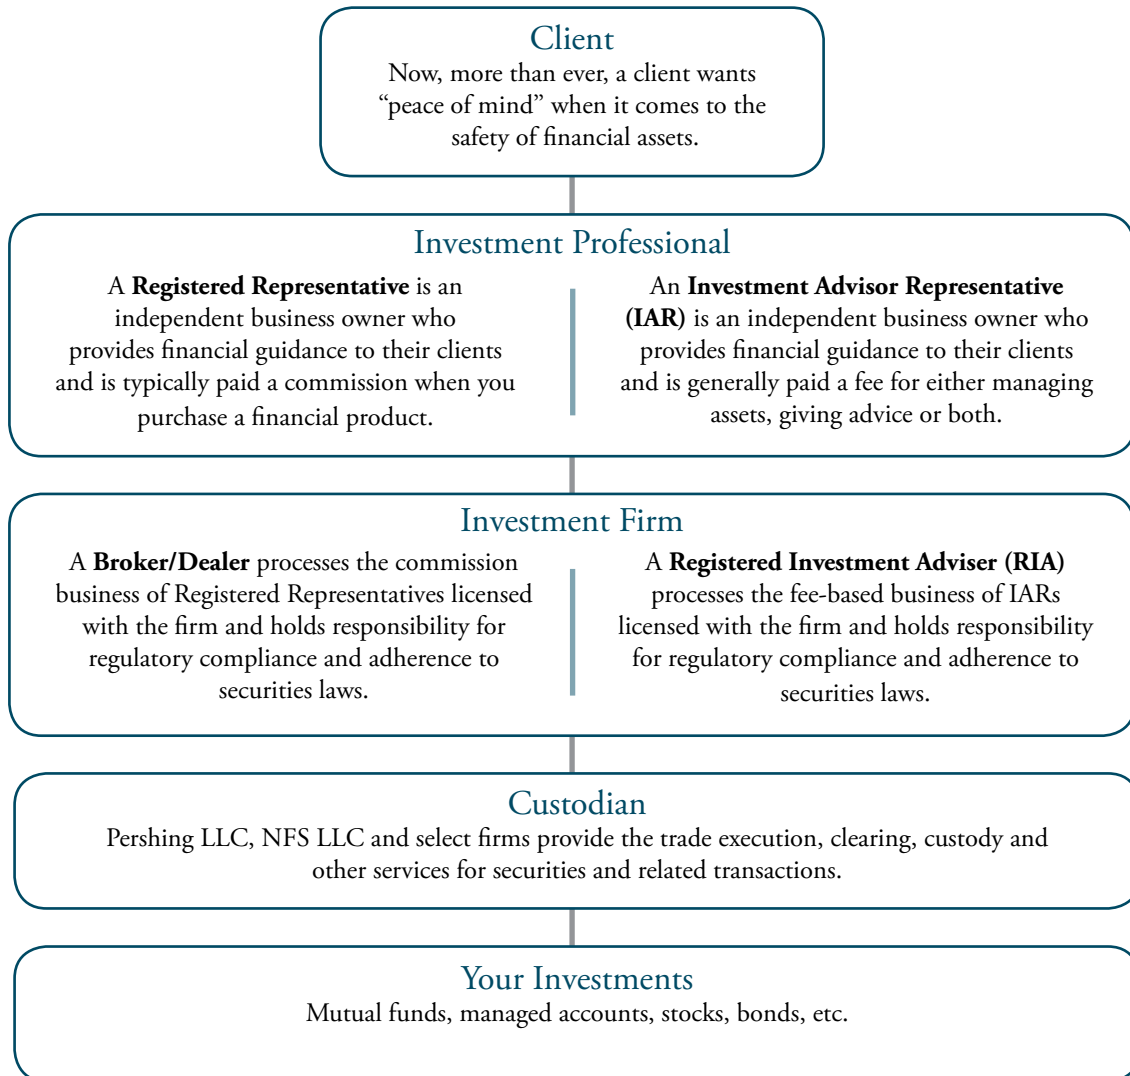 Client
Now, more than ever, a client wants
“peace of mind” when it comes to the
safety of financial assets.
Investment Professional
A Registered Representative is an
independent business owner who
provides financial guidance to their clients
and is typically paid a commission when you
purchase a financial product.
An Investment Advisor Representative
(IAR) is an independent business owner who
provides financial guidance to their clients
and is generally paid a fee for either managing
assets, giving advice or both.
Investment Firm
A Broker/Dealer processes the commission
business of Registered Representatives licensed
with the firm and holds responsibility for
regulatory compliance and adherence to
securities laws.
A Registered Investment Adviser (RIA)
processes the fee-based business of IARs
licensed with the firm and holds responsibility
for regulatory compliance and adherence to
securities laws.
Custodian
Pershing LLC, NFS LLC and select firms provide the trade execution, clearing, custody and
other services for securities and related transactions.
Your Investments
Mutual funds, managed accounts, stocks, bonds, etc.